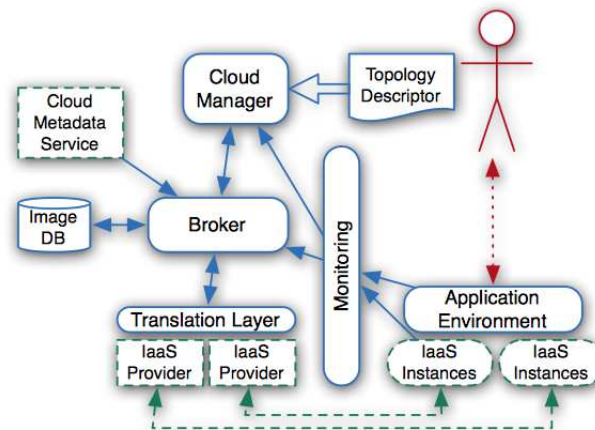 Cloud
Manager
Topology
Descriptor
Cloud
Metadata
Service
Image
DB
Broker
Monitoring
Translation Layer
Application
Environment
IaaS
Provider
IaaS
Provider
IaaS
Instances
IaaS
Instances